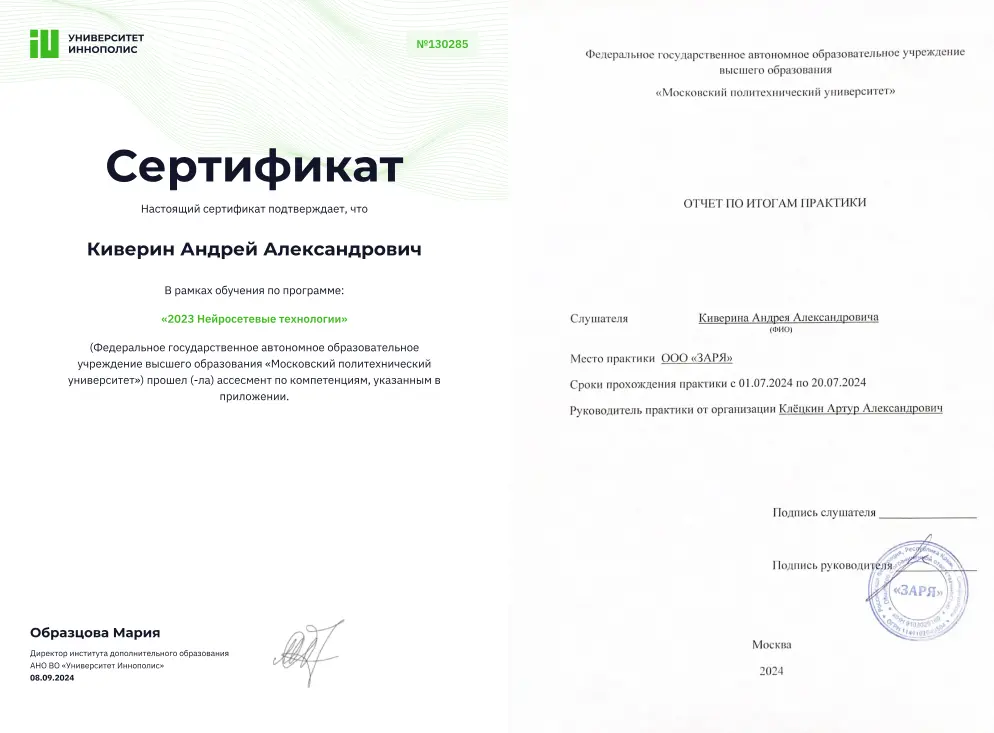 УНИВЕРСИТЕТ
ИННОПОЛИС
№130285
Сертификат
Настоящий сертификат подтверждает, что
Киверин Андрей Александрович
В рамках обучения по программе:
«2023 Нейросетевые технологии»
(Федеральное государственное автономное образовательное
учреждение высшего образования «Московский политехнический
университет») прошел (-ла) ассесмент по компетенциям, указанным в
приложении.
Образцова Мария
Директор института дополнительного образования
АНО ВО «Университет Иннополис»
08.09.2024
Федеральное государственное автономное образовательное учреждение
высшего образования
«Московский политехнический университет»
ОТЧЕТ ПО ИТОГАМ ПРАКТИКИ
Слушателя Киверина Андрея Александровича
(ФИО)
Место практики ООО «ЗАРЯ»
Сроки прохождения практики с 01.07.2024 по 20.07.2024
Руководитель практики от организации Клёцкин Артур Александрович
Подпись слушателя
Подпись руководителя
«ЗАРЯ»
Москва
2024